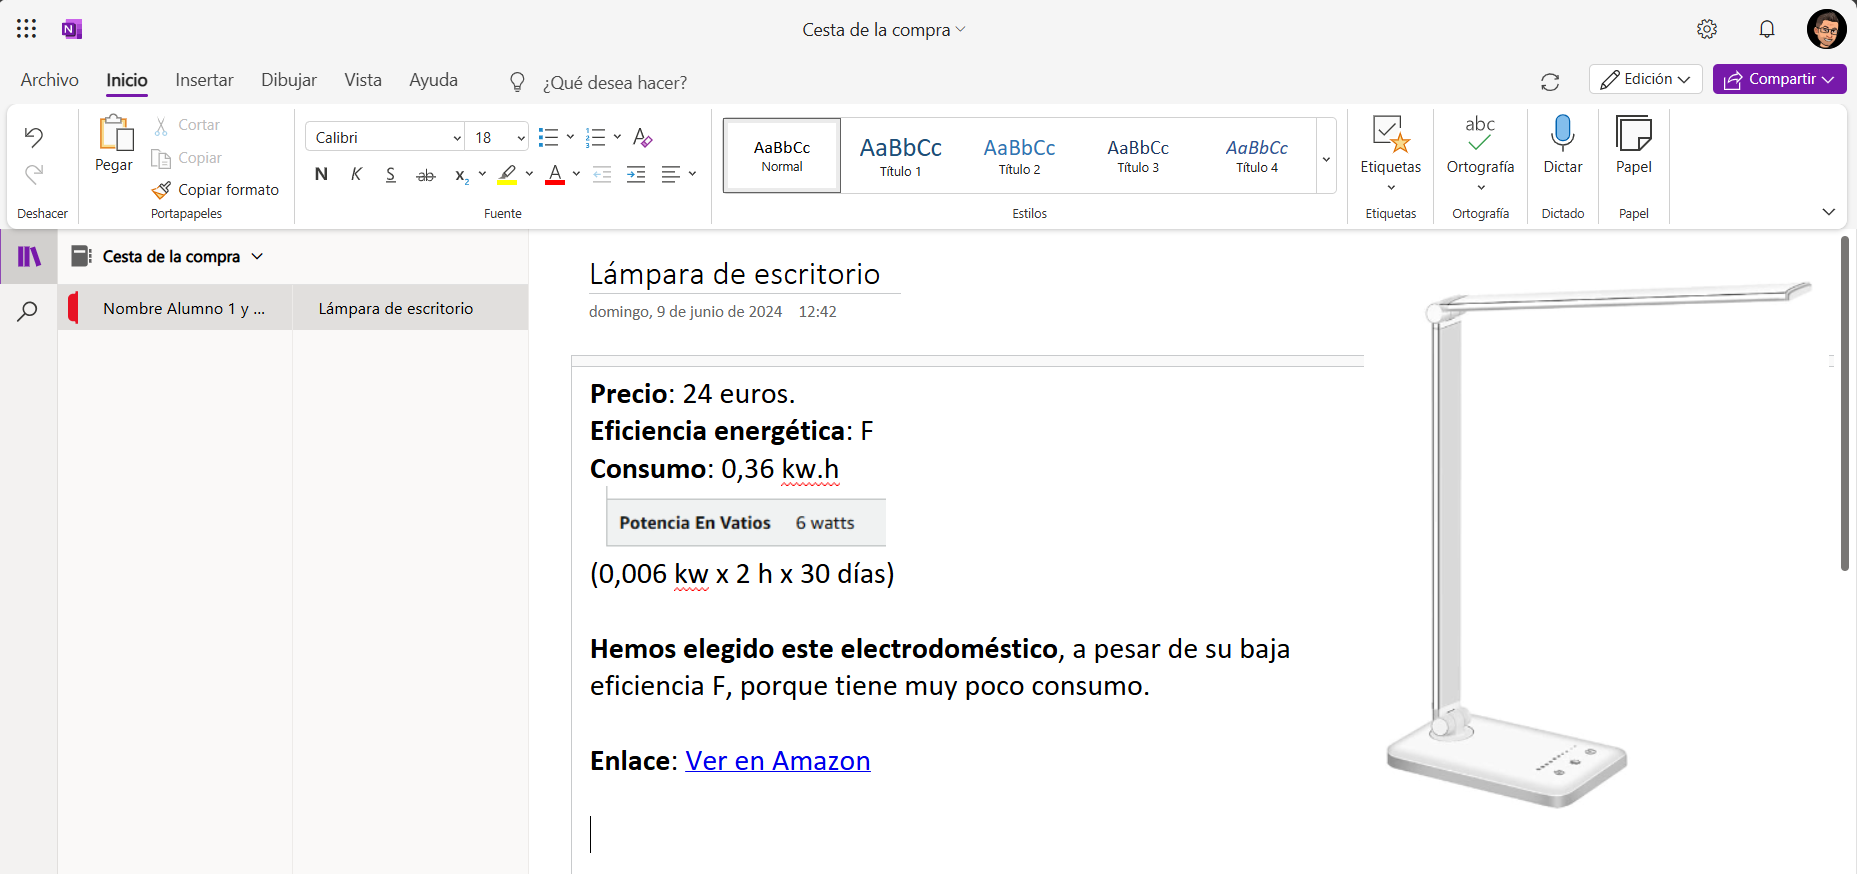 Cesta de la compra
Archivo Inicio Insertar Dibujar Vista Ayuda ¿Qué desea hacer? Edición Compartir
Deshacer
Pegar
Cortar
Copiar
Copiar formato
Portapapeles
Calibri 18
N K S ab x2 A
Fuente
AaBbCc AaBbCc AaBbCc AaBbCc AaBbCc
Normal Título 1 Título 2 Título 3 Título 4
Estilos
Etiquetas
Etiquetas
abc
Ortografía
Ortografía
Dictar
Dictado
Papel
Papel
Cesta de la compra
Nombre Alumno 1 y ...
Lámpara de escritorio
Lámpara de escritorio
domingo, 9 de junio de 2024 12:42
Precio: 24 euros.
Eficiencia energética: F
Consumo: 0,36 kw.h
Potencia En Vatios 6 watts
(0,006 kw x 2 h x 30 días)
Hemos elegido este electrodoméstico, a pesar de su baja
eficiencia F, porque tiene muy poco consumo.
Enlace: Ver en Amazon